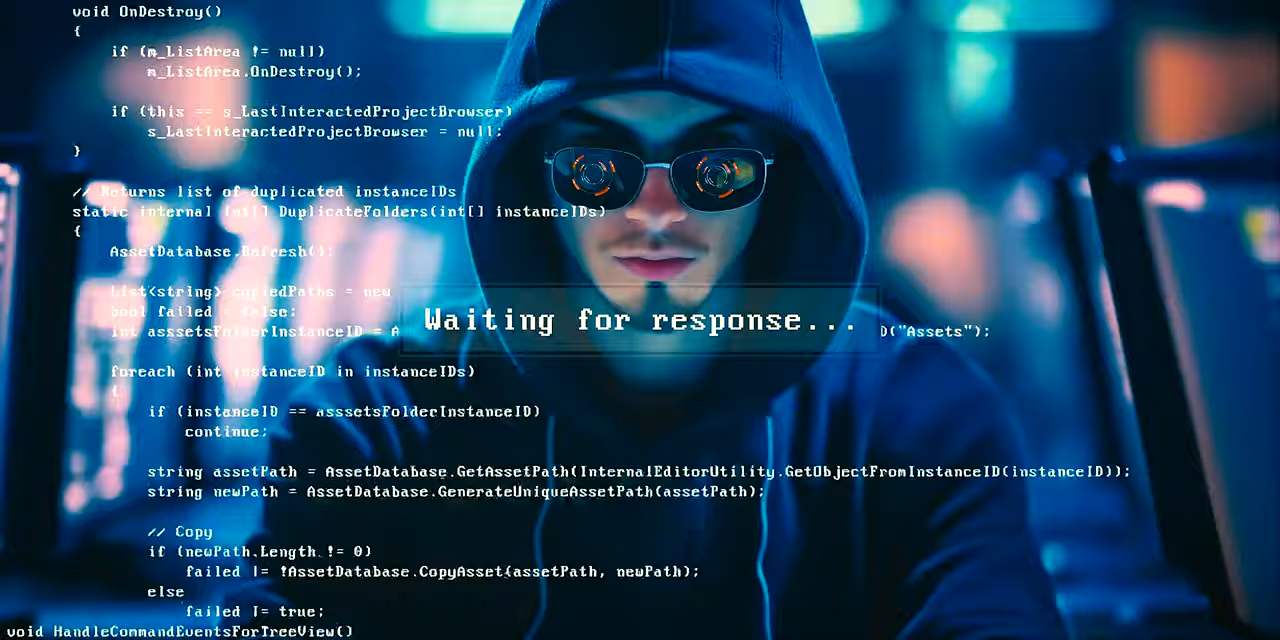 void OnDestroy()
{
if (m_ListArea != null)
m_ListArea.OnDestroy();
if (this == s_LastInteractedProjectBrowser)
s_LastInteractedProjectBrowser = null;
}
// Returns list of duplicated instanceIDs
static internal int[] DuplicateFolders(int[] instanceIDs)
{
AssetDatabase.Refresh();
List<string> copiedPaths = new
bool failed = false;
int asssetsFolderInstanceID = A D("Assets");
Waiting for response...
foreach (int instanceID in instanceIDs)
{
if (instanceID == asssetsFolderInstanceID)
continue;
string assetPath = AssetDatabase.GetAssetPath(InternalEditorUtility.GetObjectFromInstanceID(instanceID));
string newPath = AssetDatabase.GenerateUniqueAssetPath(assetPath);
// Copy
if (newPath.Length != 0)
failed |= !AssetDatabase.CopyAsset(assetPath, newPath);
else
failed |= true;
void HandleCommandEventsForTreeView()